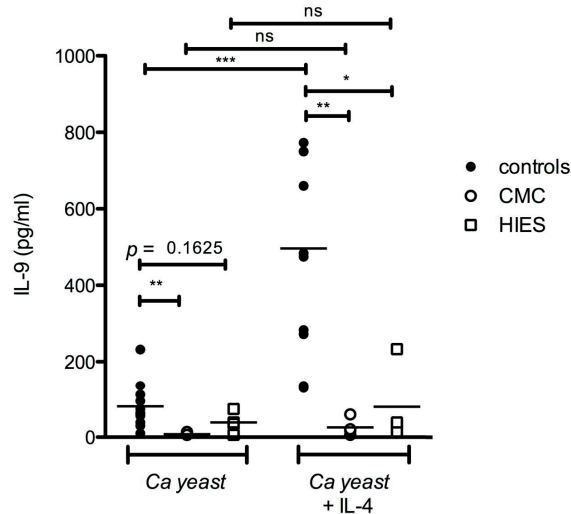 ns
ns
***
*
**
1000
800
600
400
200
0
IL-9 (pg/ml)
p = 0.1625
**
controls
CMC
HIES
Ca yeast
Ca yeast
+ IL-4